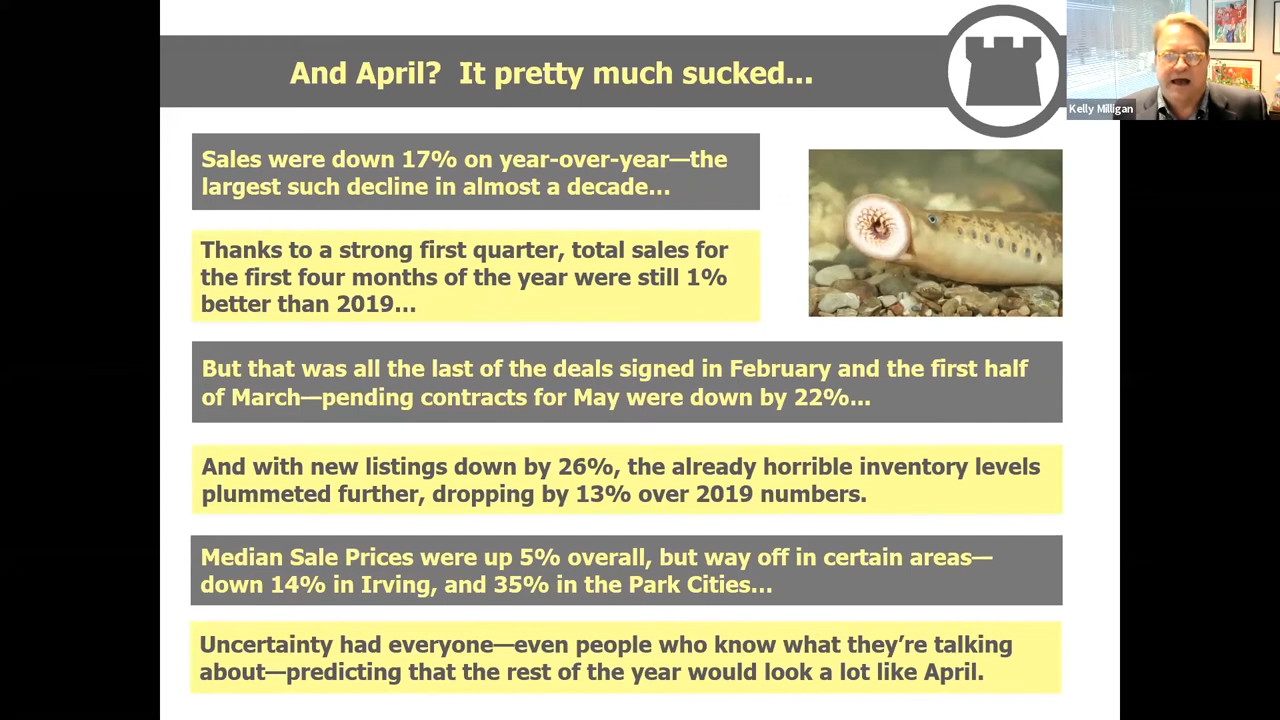 And April?  It pretty much sucked...
Kelly Milligan
Sales were down 17% on year-over-year—the
largest such decline in almost a decade...
Thanks to a strong first quarter, total sales for
the first four months of the year were still 1%
better than 2019...
But that was all the last of the deals signed in February and the first half
of March—pending contracts for May were down by 22%...
And with new listings down by 26%, the already horrible inventory levels
plummeted further, dropping by 13% over 2019 numbers.
Median Sale Prices were up 5% overall, but way off in certain areas—
down 14% in Irving, and 35% in the Park Cities...
Uncertainty had everyone—even people who know what they’re talking
about—predicting that the rest of the year would look a lot like April.